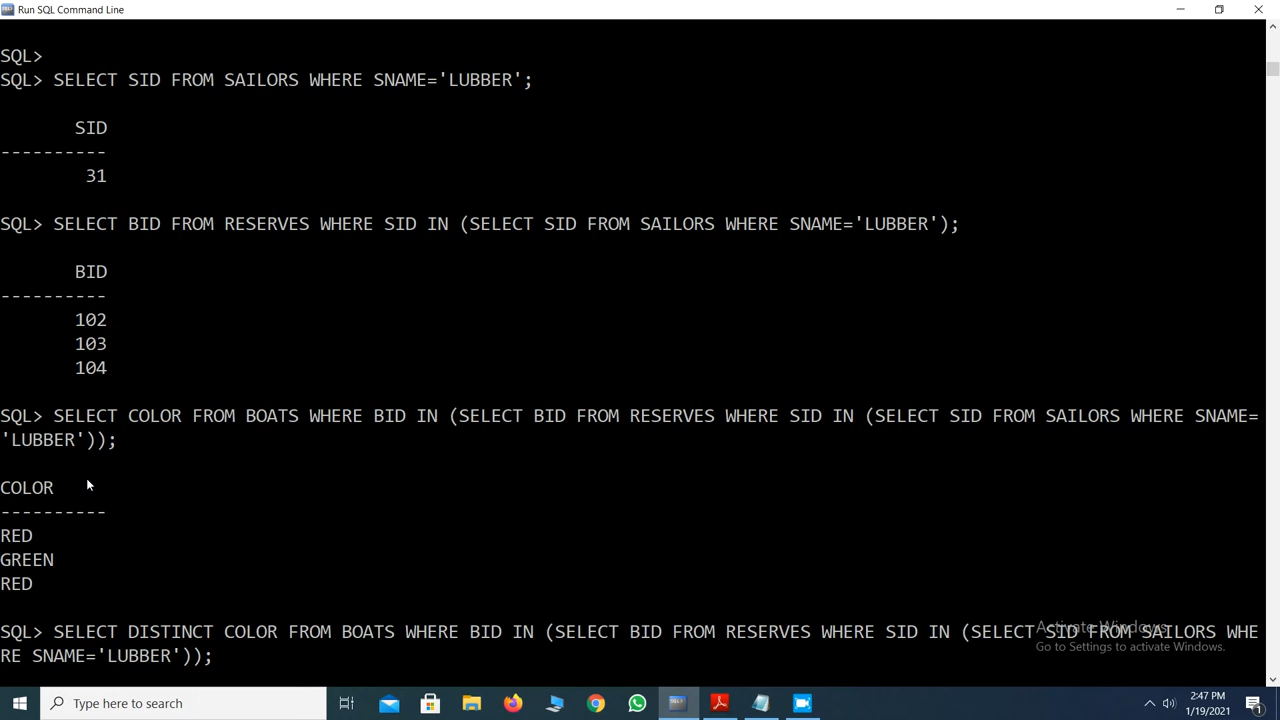 Run SQL Command Line
SQL>
SQL> SELECT SID FROM SAILORS WHERE SNAME='LUBBER';
SID
----------
31
SQL> SELECT BID FROM RESERVES WHERE SID IN (SELECT SID FROM SAILORS WHERE SNAME='LUBBER');
BID
----------
102
103
104
SQL> SELECT COLOR FROM BOATS WHERE BID IN (SELECT BID FROM RESERVES WHERE SID IN (SELECT SID FROM SAILORS WHERE SNAME=
'LUBBER'));
COLOR
----------
RED
GREEN
RED
SQL> SELECT DISTINCT COLOR FROM BOATS WHERE BID IN (SELECT BID FROM RESERVES WHERE SID IN (SELECT SID FROM SAILORS WHE
RE SNAME='LUBBER'));
Activate Windows
Go to Settings to activate Windows.
Type here to search
2:47 PM
1/19/2021
1